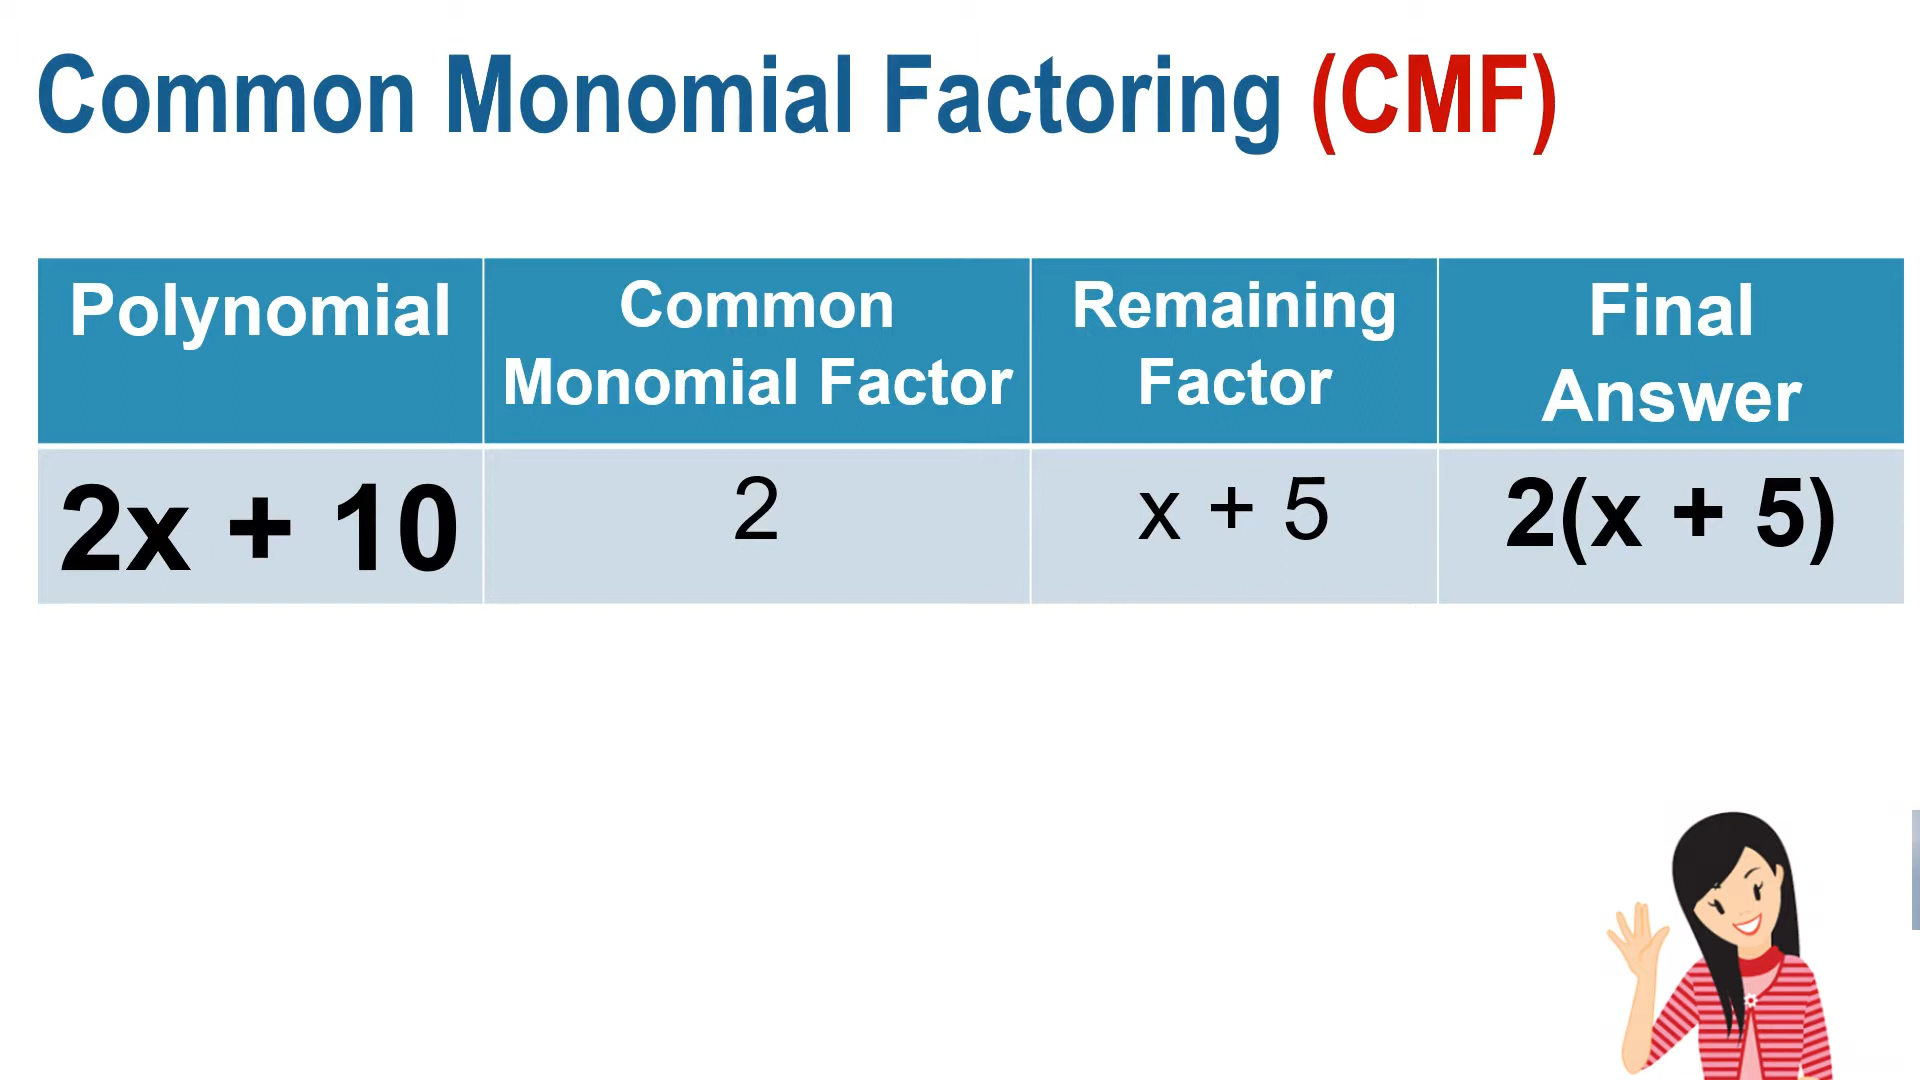 Common Monomial Factoring (CMF)
Polynomial
Common
Monomial Factor
Remaining
Factor
Final
Answer
2x + 10
2
x + 5
2(x + 5)